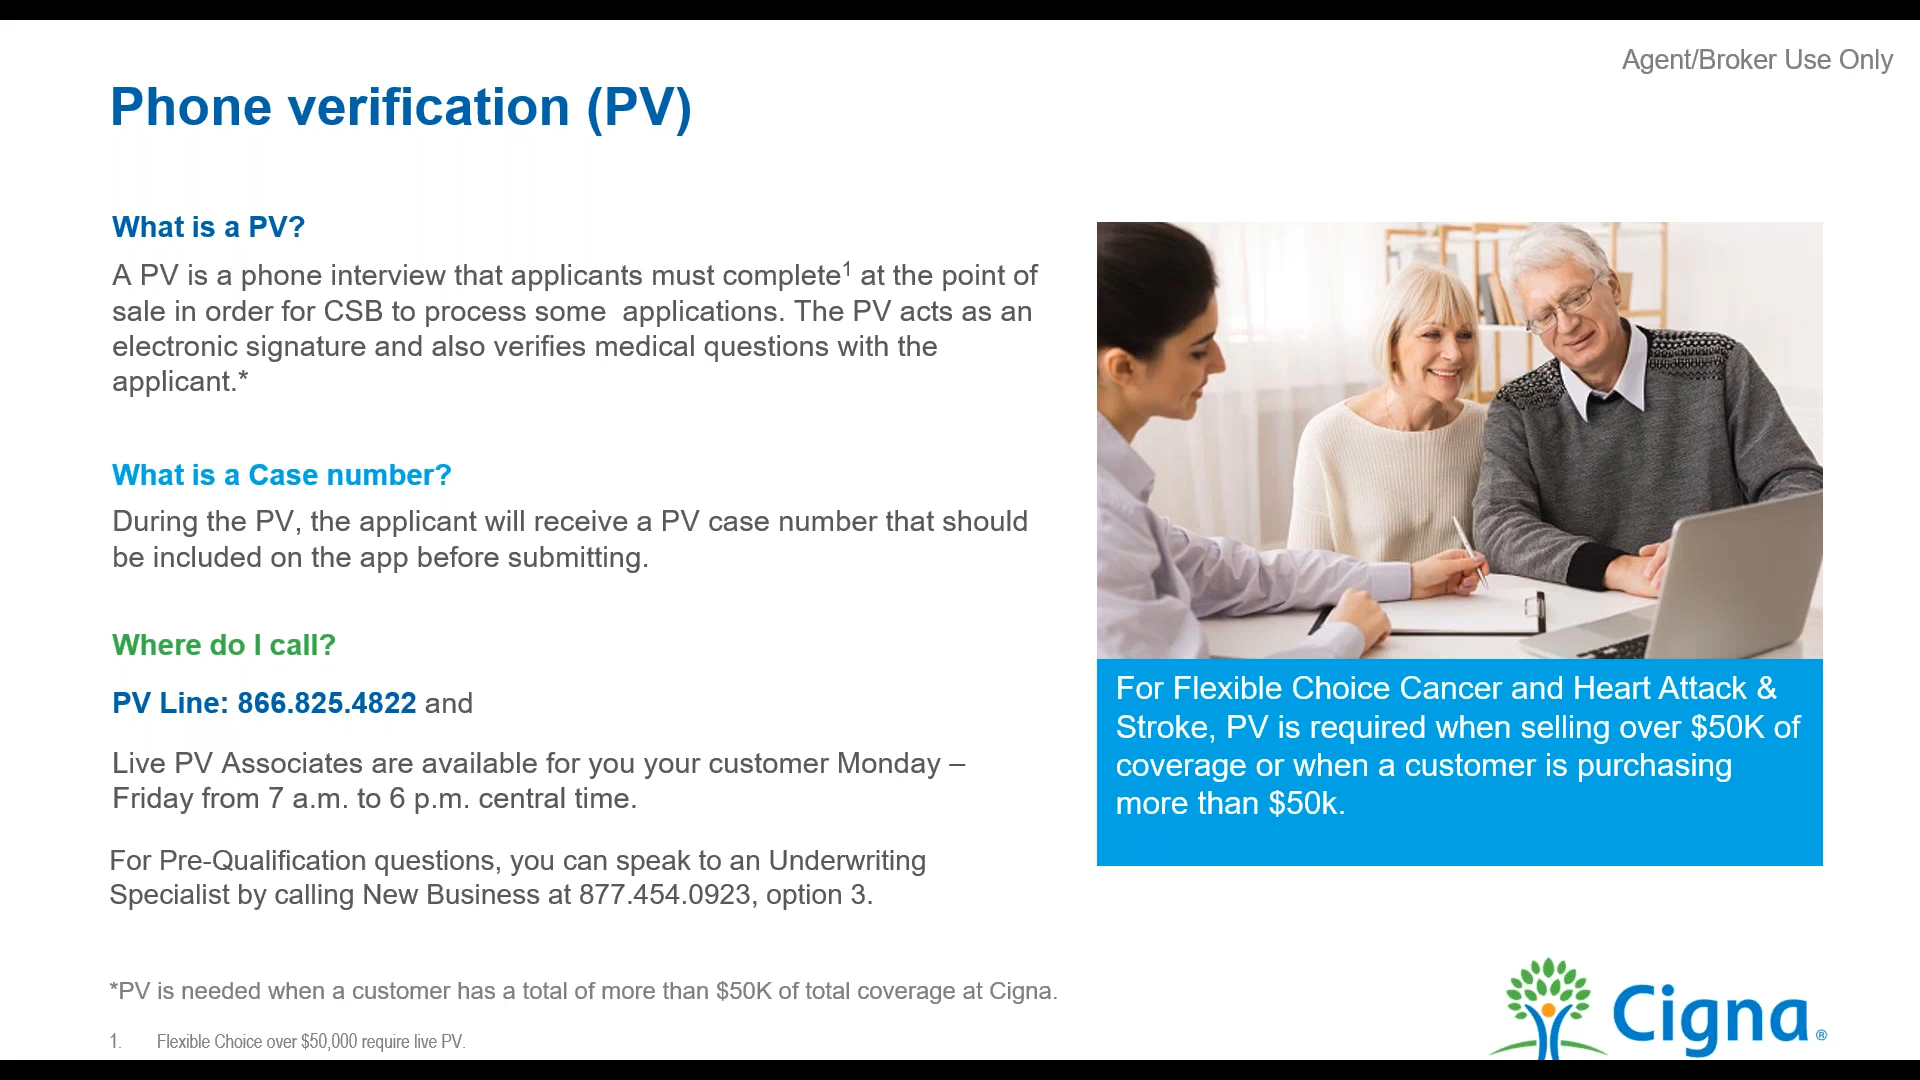 Agent/Broker Use Only
Phone verification (PV)
What is a PV?
A PV is a phone interview that applicants must complete1 at the point of
sale in order for CSB to process some  applications. The PV acts as an
electronic signature and also verifies medical questions with the
applicant.*
What is a Case number?
During the PV, the applicant will receive a PV case number that should
be included on the app before submitting.
Where do I call?
PV Line: 866.825.4822 and
Live PV Associates are available for you your customer Monday –
Friday from 7 a.m. to 6 p.m. central time.
For Pre-Qualification questions, you can speak to an Underwriting
Specialist by calling New Business at 877.454.0923, option 3.
For Flexible Choice Cancer and Heart Attack &
Stroke, PV is required when selling over $50K of
coverage or when a customer is purchasing
more than $50k.
*PV is needed when a customer has a total of more than $50K of total coverage at Cigna.
1. Flexible Choice over $50,000 require live PV.
Cigna®